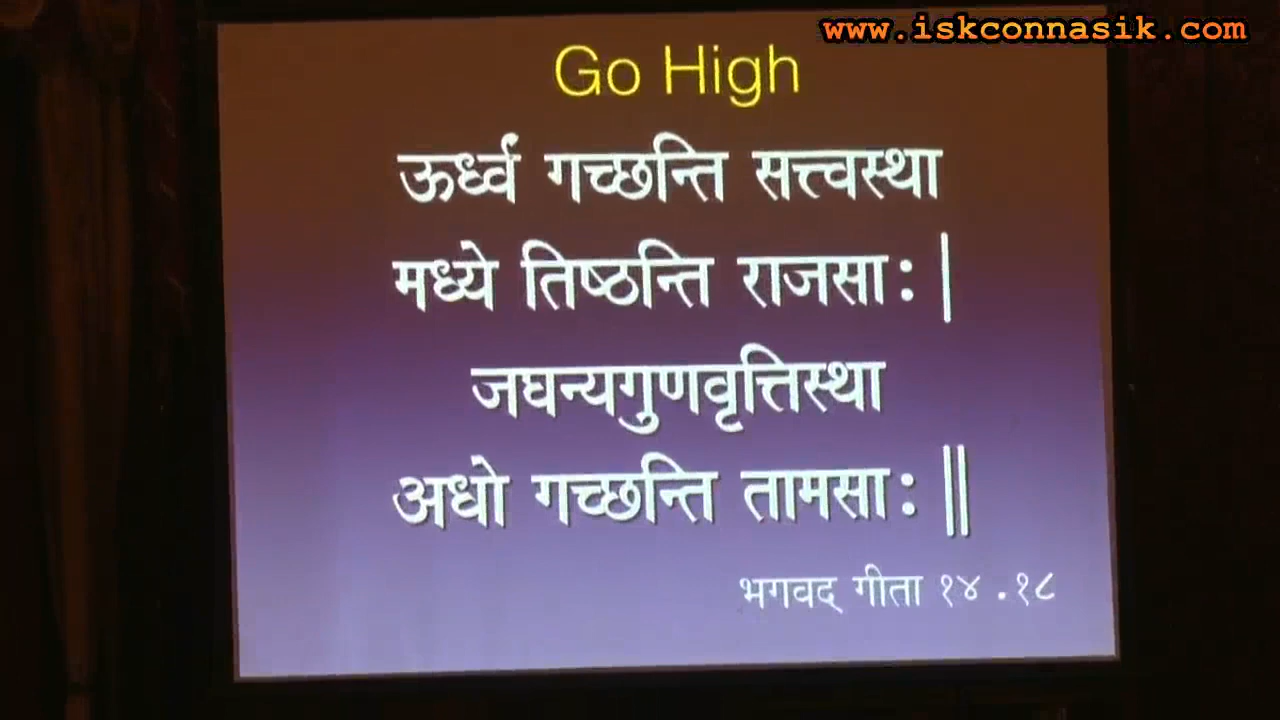 www.iskconnasik.com
Go High
ऊर्ध्वं गच्छन्ति सत्त्वस्था
मध्ये तिष्ठन्ति राजसाः |
जघन्यगुणवृत्तिस्था
अधो गच्छन्ति तामसाः ||
भगवद् गीता १४ .१८